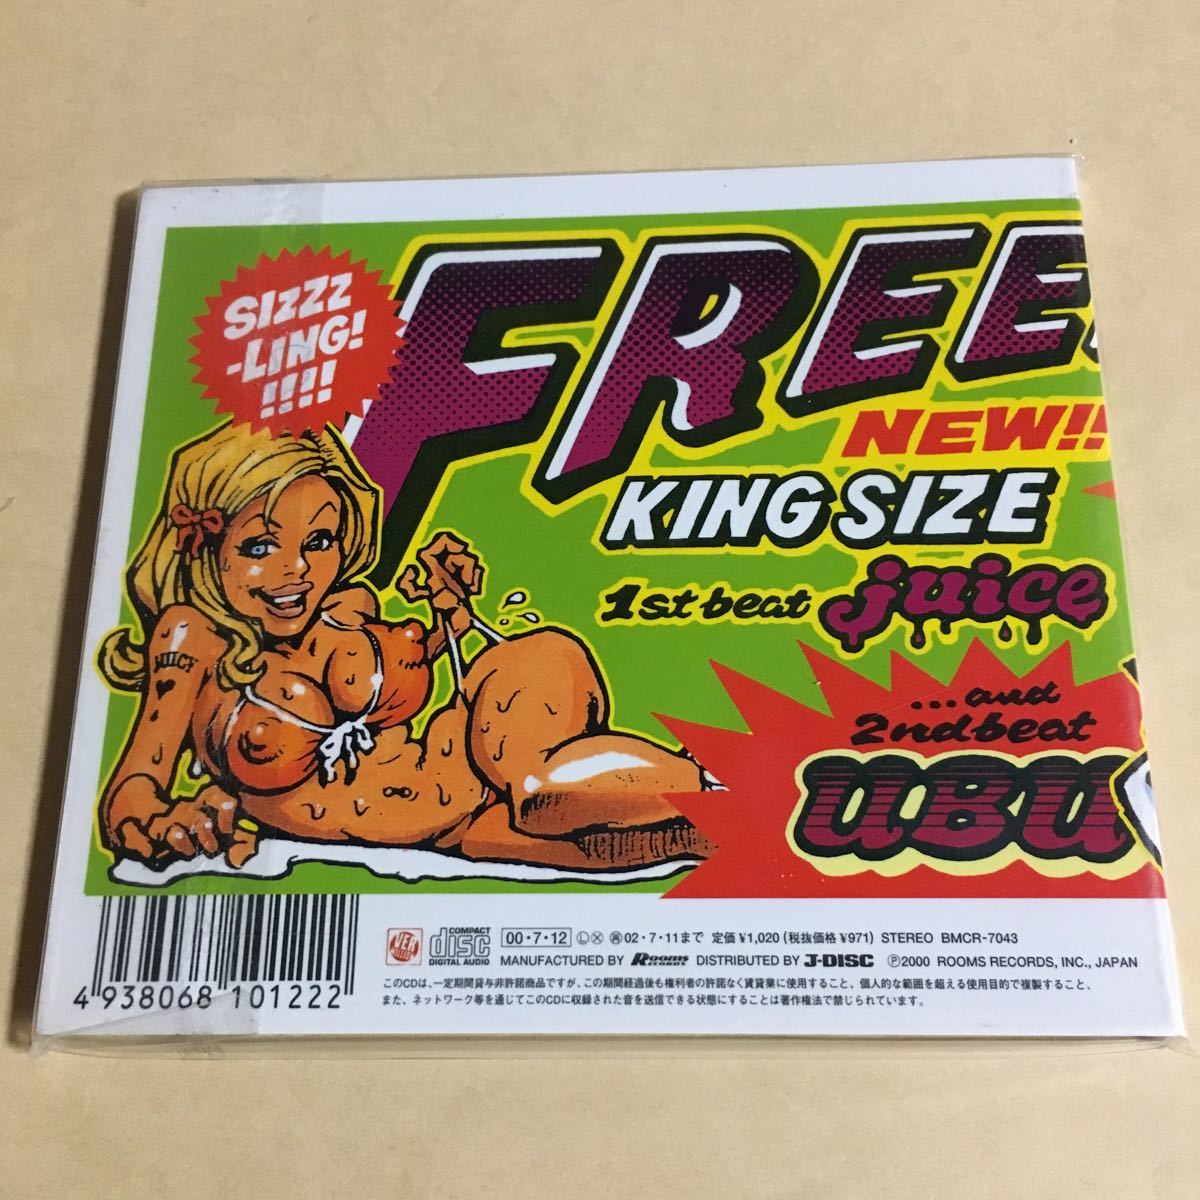 SIZZZ
-LING!
!!!!
FREE
NEW!!
KING SIZE
1st beat juice
...and
2nd beat
UBU
JUICY
4 938068 101222
COMPACT
disc
DIGITAL AUDIO
00・7・12 Ⓛ Ⓧ 再 02・7・11まで 定価 ¥1,020 (税抜価格 ¥971) STEREO BMCR-7043
MANUFACTURED BY Rooms RECORDS DISTRIBUTED BY J-DISC Ⓟ2000 ROOMS RECORDS, INC., JAPAN
このCDは、一定期間貸与非許諾商品ですが、この期間経過後も権利者の許諾なく賃貸業に使用すること、個人的な範囲を超える使用目的で複製すること、
また、ネットワーク等を通じてこのCDに収録された音を送信できる状態にすることは著作権法で禁じられています。